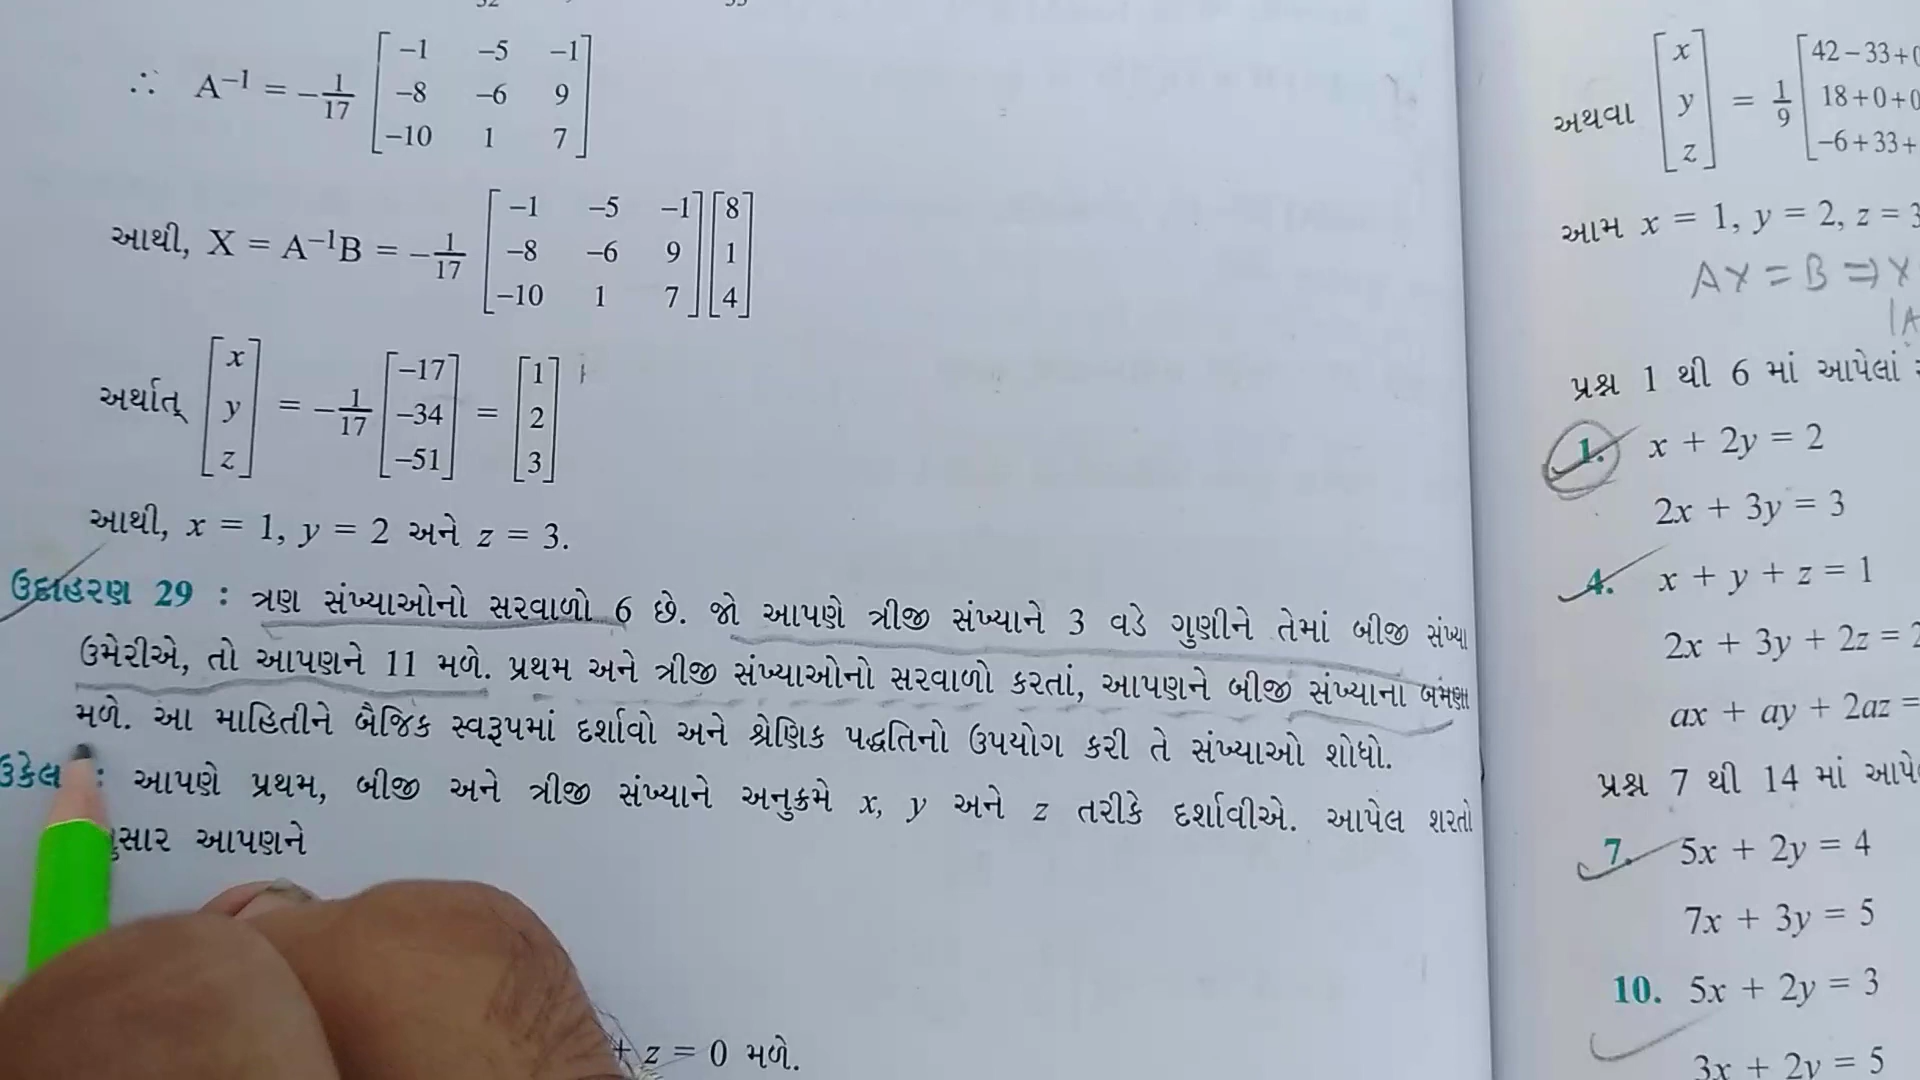 ∴ A⁻¹ = −1/17 [−1 −5 −1
−8 −6 9
−10 1 7]
આથી, X = A⁻¹B = −1/17 [−1 −5 −1
−8 −6 9
−10 1 7] [8
1
4]
અર્થાત્ [x
y
z] = −1/17 [−17
−34
−51] = [1
2
3]
આથી, x = 1, y = 2 અને z = 3.
ઉદાહરણ 29 : ત્રણ સંખ્યાઓનો સરવાળો 6 છે. જો આપણે ત્રીજી સંખ્યાને 3 વડે ગુણીને તેમાં બીજી સંખ્યા
ઉમેરીએ, તો આપણને 11 મળે. પ્રથમ અને ત્રીજી સંખ્યાઓનો સરવાળો કરતાં, આપણને બીજી સંખ્યાના બમણા
મળે. આ માહિતીને બૈજિક સ્વરૂપમાં દર્શાવો અને શ્રેણિક પદ્ધતિનો ઉપયોગ કરી તે સંખ્યાઓ શોધો.
ઉકેલ : આપણે પ્રથમ, બીજી અને ત્રીજી સંખ્યાને અનુક્રમે x, y અને z તરીકે દર્શાવીએ. આપેલ શરતો
આપણને
+ z = 0 મળે.
અથવા [x
y
z] = 1/9 [42 − 33 +
18 + 0 +
−6 + 33 +
આમ x = 1, y = 2, z = 3
AX = B ⇒ X
|A
પ્રશ્ન 1 થી 6 માં આપેલાં
1. x + 2y = 2
2x + 3y = 3
4. x + y + z = 1
2x + 3y + 2z = 2
ax + ay + 2az =
પ્રશ્ન 7 થી 14 માં
7. 5x + 2y = 4
7x + 3y = 5
10. 5x + 2y = 3
3x + 2y = 5